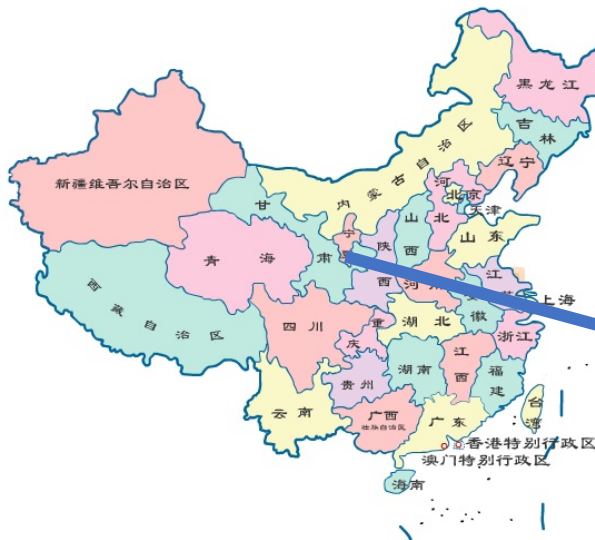 黑龙江
吉林
辽宁
内蒙古自治区
新疆维吾尔自治区
甘肃
河北
北京
天津
山西
宁
陕西
山东
青海
西藏自治区
河
江
上海
徽
四川
重庆
湖北
浙江
贵州
湖南
江西
福建
云南
广西
壮族自治区
广东
台湾
香港特别行政区
澳门特别行政区
海南